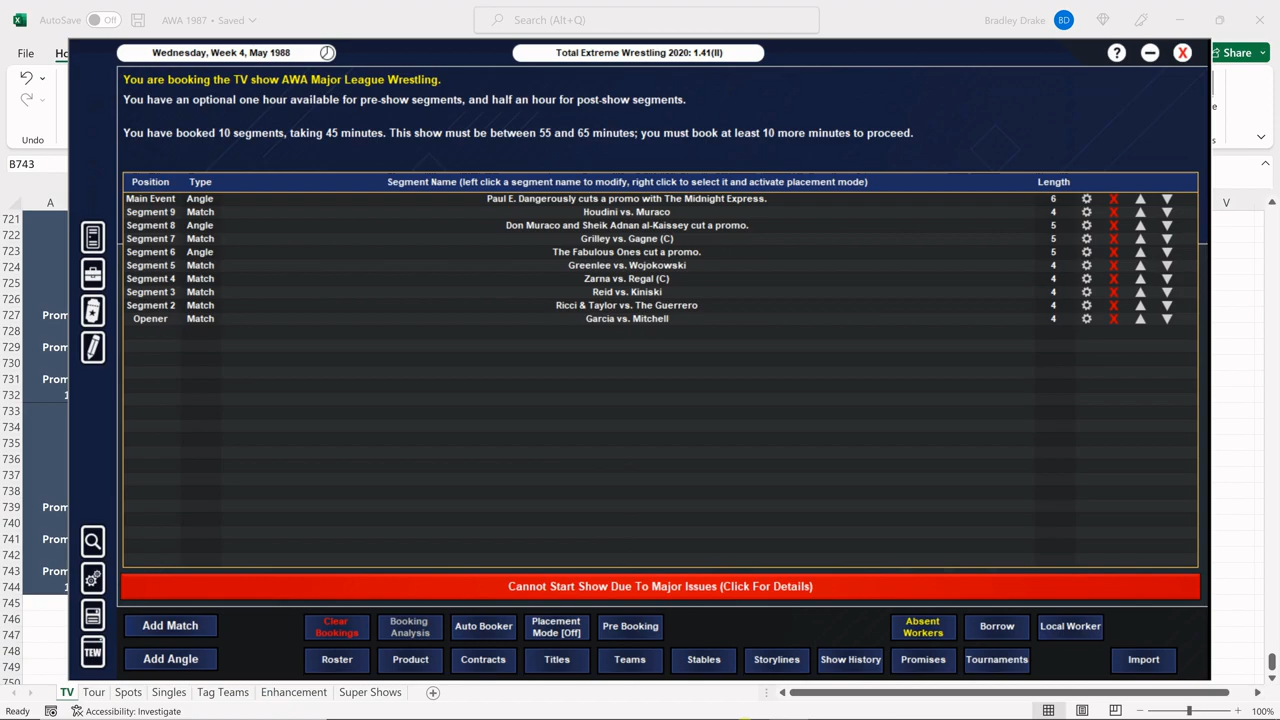 AutoSave Off AWA 1987 • Saved Search (Alt+Q) Bradley Drake BD
File Ho Share
Undo
B743
Wednesday, Week 4, May 1988 Total Extreme Wrestling 2020: 1.41(II) ? X
You are booking the TV show AWA Major League Wrestling.
You have an optional one hour available for pre-show segments, and half an hour for post-show segments.
You have booked 10 segments, taking 45 minutes. This show must be between 55 and 65 minutes; you must book at least 10 more minutes to proceed.
Position Type Segment Name (left click a segment name to modify, right click to select it and activate placement mode) Length
Main Event Angle Paul E. Dangerously cuts a promo with The Midnight Express. 6 X
Segment 9 Match Houdini vs. Muraco 4 X
Segment 8 Angle Don Muraco and Sheik Adnan al-Kaissey cut a promo. 5 X
Segment 7 Match Grilley vs. Gagne (C) 5 X
Segment 6 Angle The Fabulous Ones cut a promo. 5 X
Segment 5 Match Greenlee vs. Wojokowski 4 X
Segment 4 Match Zarna vs. Regal (C) 4 X
Segment 3 Match Reid vs. Kiniski 4 X
Segment 2 Match Ricci & Taylor vs. The Guerrero 4 X
Opener Match Garcia vs. Mitchell 4 X
Cannot Start Show Due To Major Issues (Click For Details)
Add Match Clear Bookings Booking Analysis Auto Booker Placement Mode [Off] Pre Booking Absent Workers Borrow Local Worker
Add Angle Roster Product Contracts Titles Teams Stables Storylines Show History Promises Tournaments Import
TEW
A V
721
722
723
724
725
726
727 Prom
728
729 Prom
730
731 Prom
732 1
733
734
735
736
737
738
739 Prom
740
741 Prom
742
743 Prom
744 1
745
746
747
748
749
TV Tour Spots Singles Tag Teams Enhancement Super Shows
Ready Accessibility: Investigate 100%